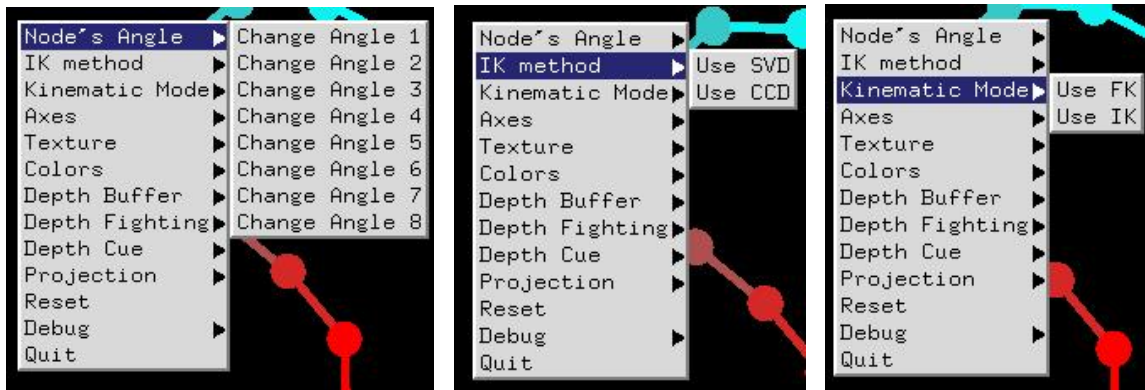 Node´s Angle
IK method
Kinematic Mode
Axes
Texture
Colors
Depth Buffer
Depth Fighting
Depth Cue
Projection
Reset
Debug
Quit
Change Angle 1
Change Angle 2
Change Angle 3
Change Angle 4
Change Angle 5
Change Angle 6
Change Angle 7
Change Angle 8
Node´s Angle
IK method
Kinematic Mode
Axes
Texture
Colors
Depth Buffer
Depth Fighting
Depth Cue
Projection
Reset
Debug
Quit
Use SVD
Use CCD
Node´s Angle
IK method
Kinematic Mode
Axes
Texture
Colors
Depth Buffer
Depth Fighting
Depth Cue
Projection
Reset
Debug
Quit
Use FK
Use IK